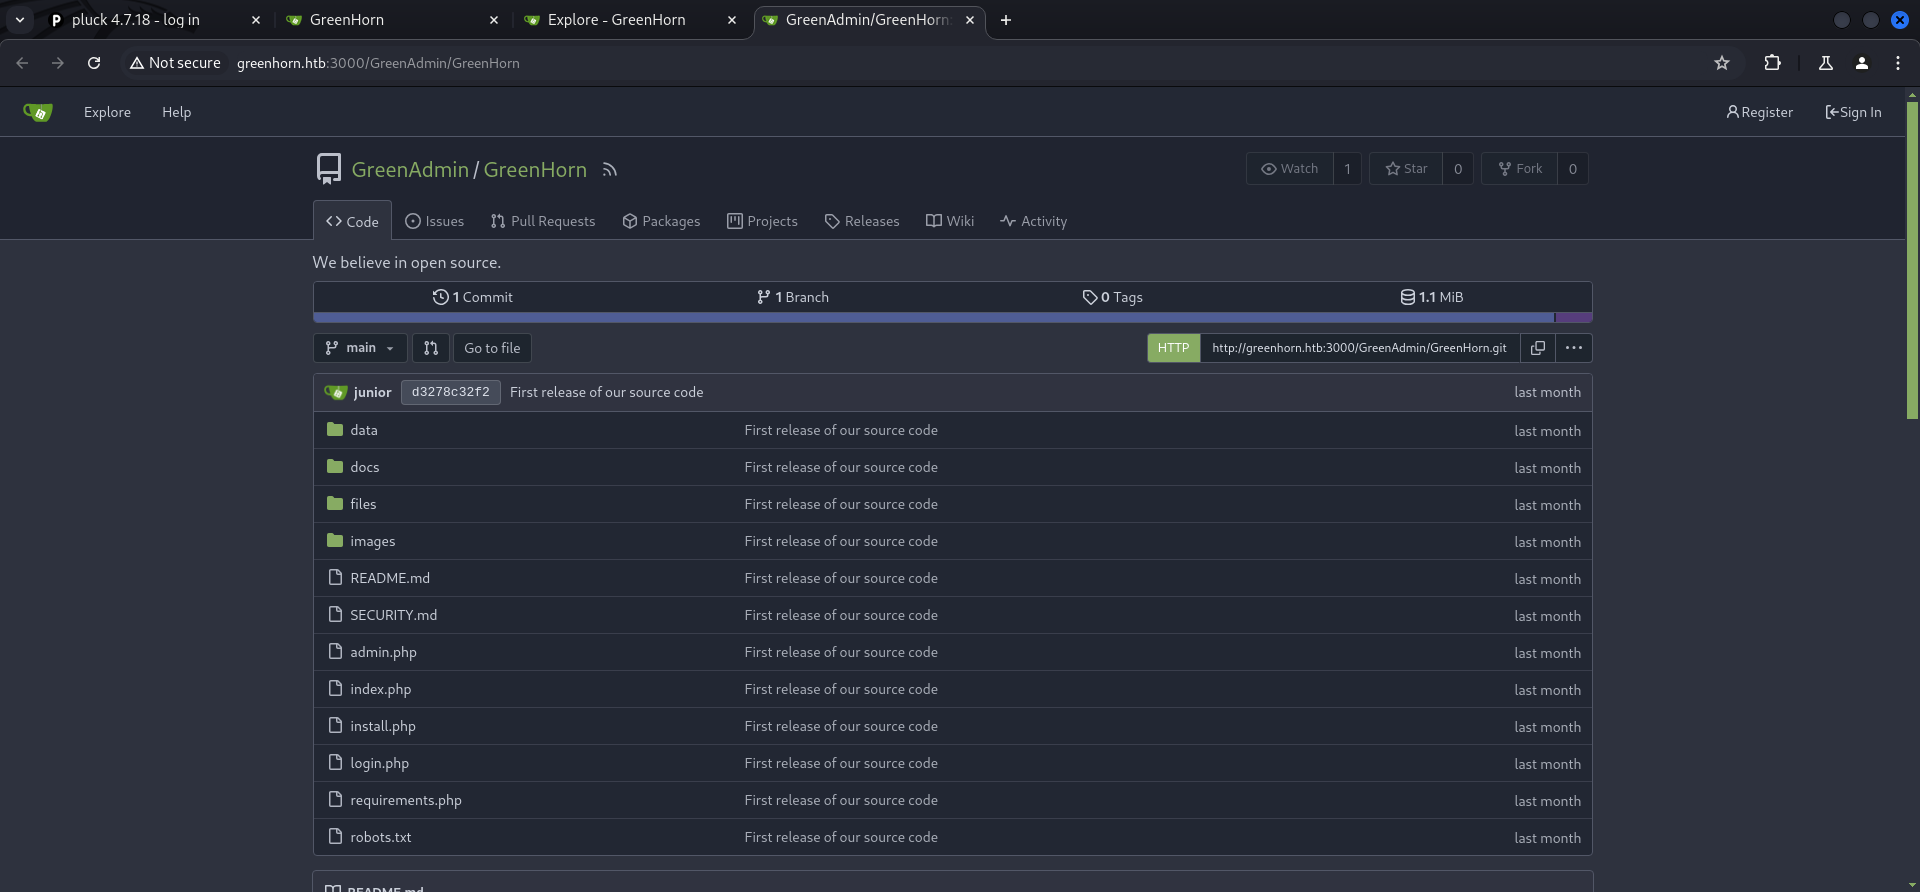 pluck 4.7.18 - log in
GreenHorn
Explore - GreenHorn
GreenAdmin/GreenHorn
Not secure greenhorn.htb:3000/GreenAdmin/GreenHorn
Explore Help Register Sign In
GreenAdmin / GreenHorn
Watch 1 Star 0 Fork 0
Code Issues Pull Requests Packages Projects Releases Wiki Activity
We believe in open source.
1 Commit 1 Branch 0 Tags 1.1 MiB
main Go to file HTTP http://greenhorn.htb:3000/GreenAdmin/GreenHorn.git
junior d3278c32f2 First release of our source code last month
data First release of our source code last month
docs First release of our source code last month
files First release of our source code last month
images First release of our source code last month
README.md First release of our source code last month
SECURITY.md First release of our source code last month
admin.php First release of our source code last month
index.php First release of our source code last month
install.php First release of our source code last month
login.php First release of our source code last month
requirements.php First release of our source code last month
robots.txt First release of our source code last month
README.md